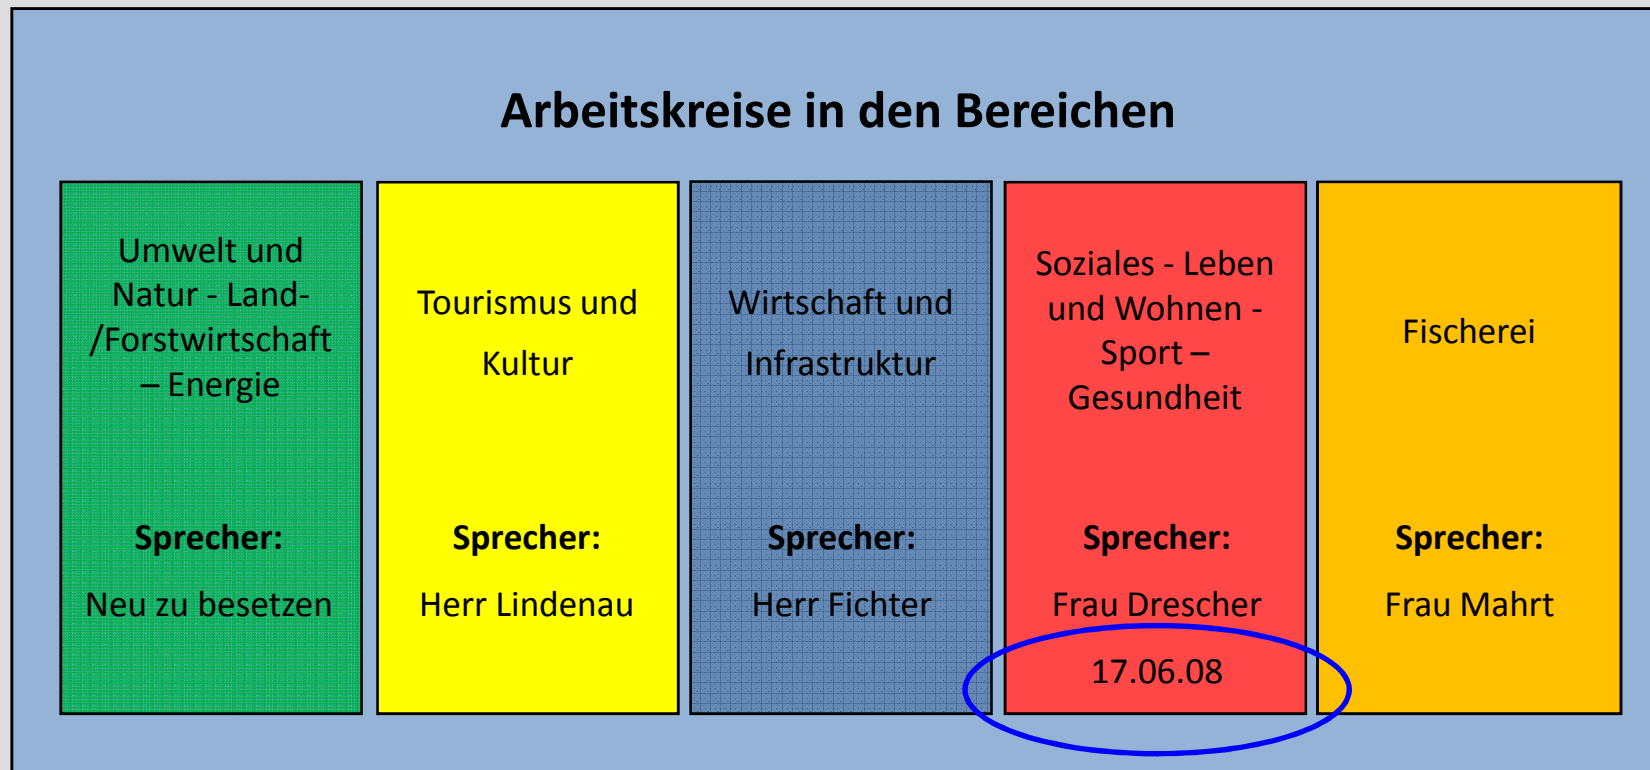 Arbeitskreise in den Bereichen
Umwelt und
Natur - Land-
/Forstwirtschaft
– Energie
Sprecher:
Neu zu besetzen
Tourismus und
Kultur
Sprecher:
Herr Lindenau
Wirtschaft und
Infrastruktur
Sprecher:
Herr Fichter
Soziales - Leben
und Wohnen -
Sport –
Gesundheit
Sprecher:
Frau Drescher
17.06.08
Fischerei
Sprecher:
Frau Mahrt